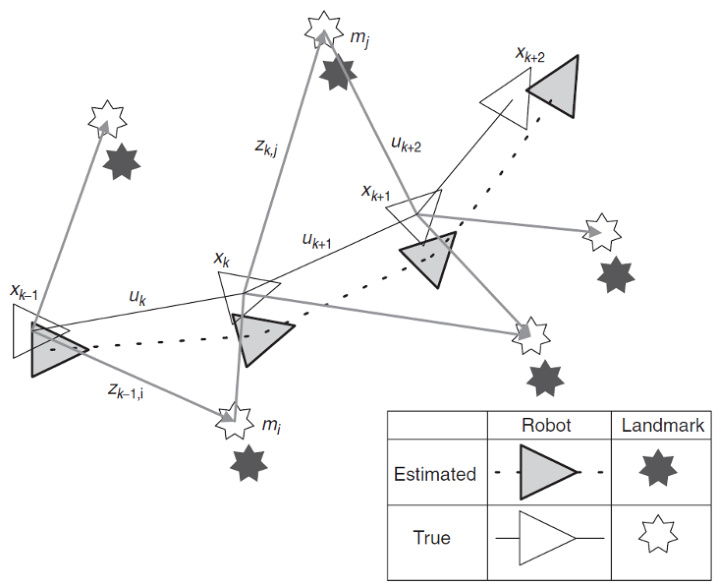 m_j
x_{k+2}
z_{k,j}
u_{k+2}
x_{k+1}
u_{k+1}
x_k
x_{k–1}
u_k
z_{k–1,i}
m_i
Robot Landmark
Estimated
True